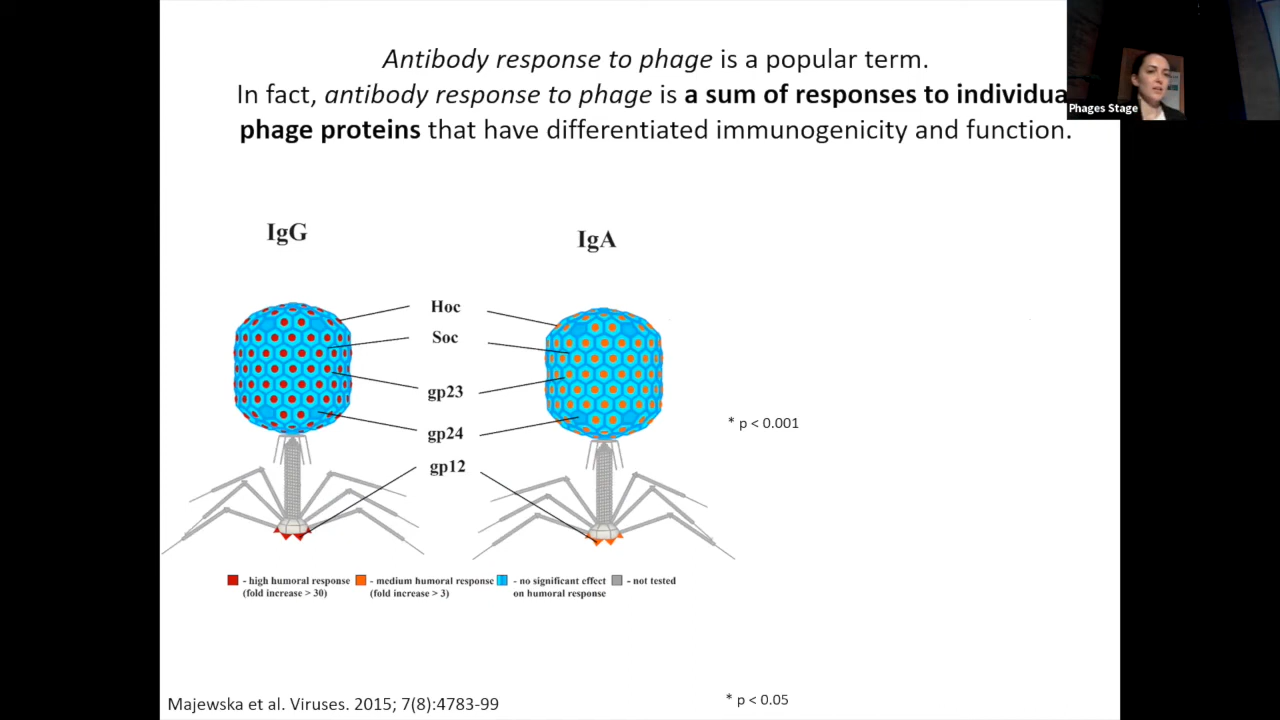 Antibody response to phage is a popular term.
In fact, antibody response to phage is a sum of responses to individua
phage proteins that have differentiated immunogenicity and function.
Phages Stage
IgG
IgA
Hoc
Soc
gp23
gp24
gp12
* p < 0.001
- high humoral response
(fold increase > 30)
- medium humoral response
(fold increase > 3)
- no significant effect
on humoral response
- not tested
Majewska et al. Viruses. 2015; 7(8):4783-99
* p < 0.05